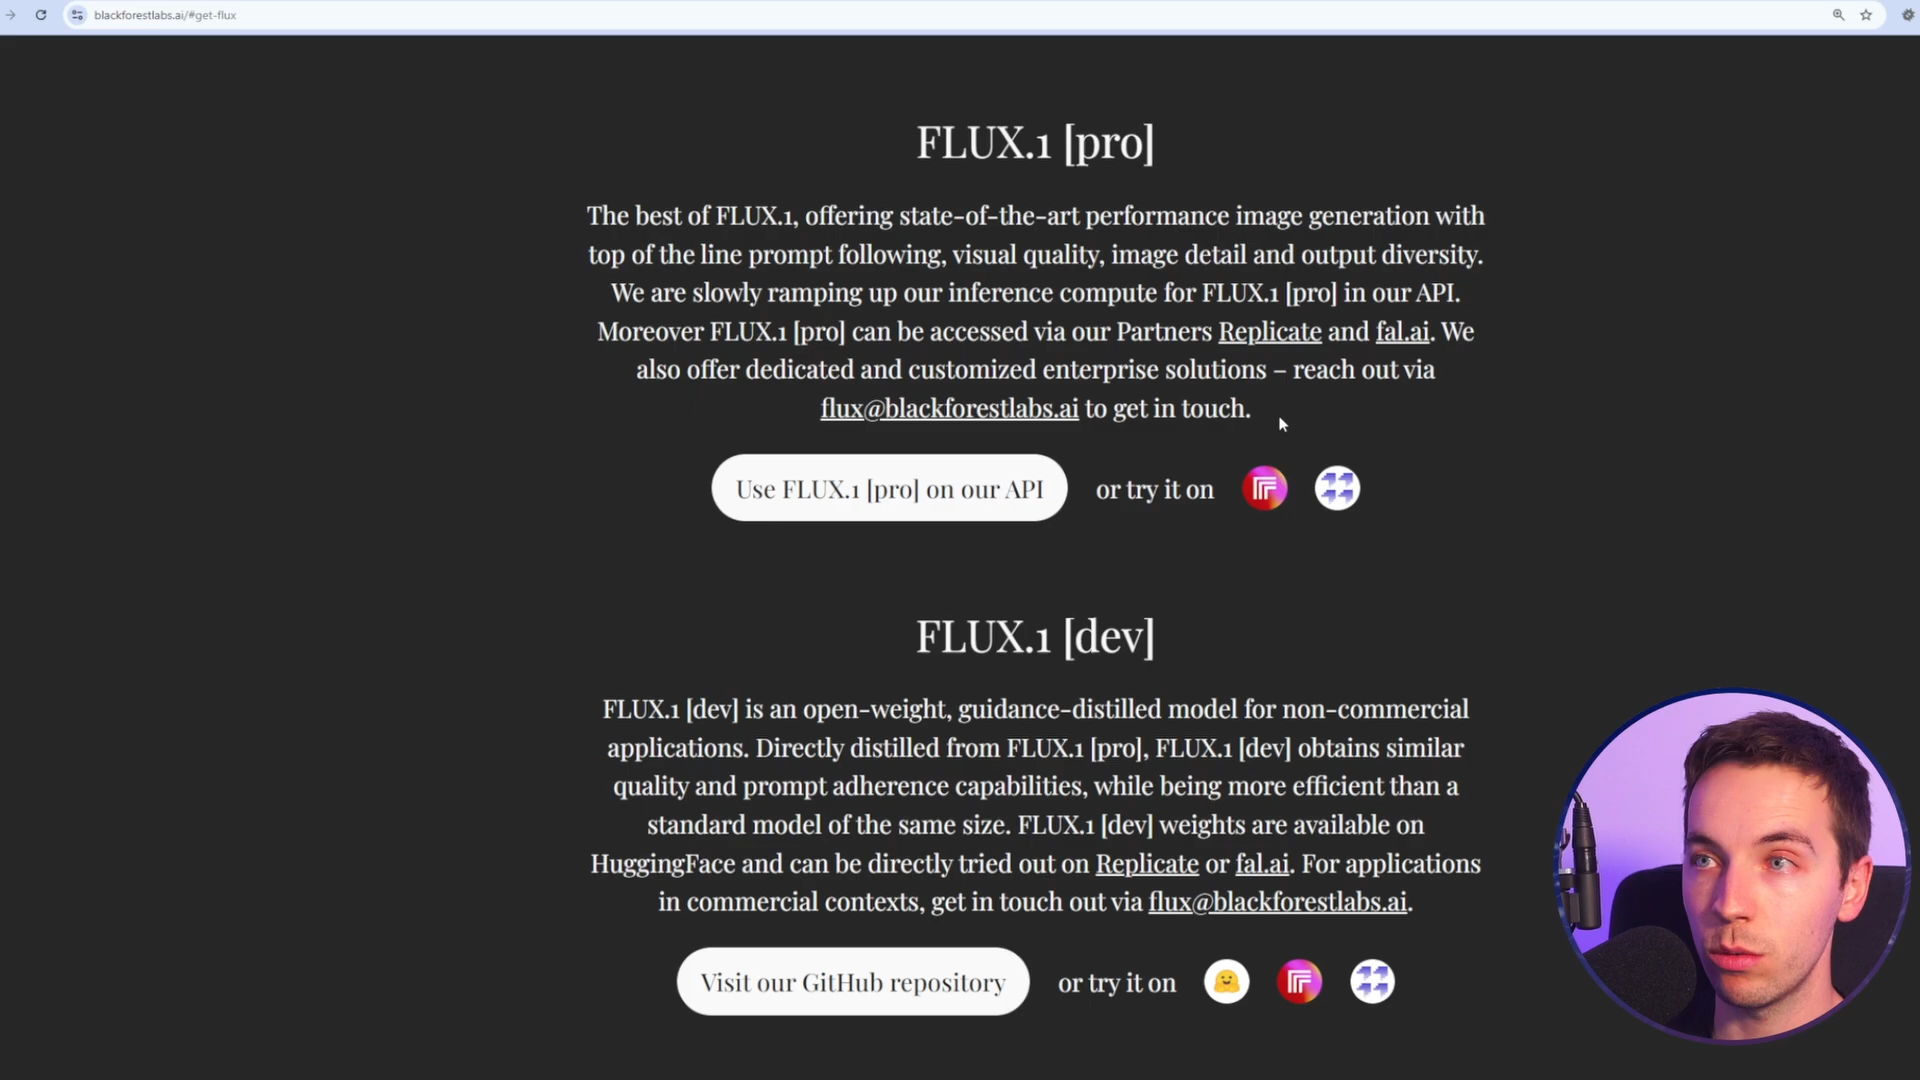 blackforestlabs.ai/#get-flux
FLUX.1 [pro]
The best of FLUX.1, offering state-of-the-art performance image generation with
top of the line prompt following, visual quality, image detail and output diversity.
We are slowly ramping up our inference compute for FLUX.1 [pro] in our API.
Moreover FLUX.1 [pro] can be accessed via our Partners Replicate and fal.ai. We
also offer dedicated and customized enterprise solutions – reach out via
flux@blackforestlabs.ai to get in touch.
Use FLUX.1 [pro] on our API or try it on
FLUX.1 [dev]
FLUX.1 [dev] is an open-weight, guidance-distilled model for non-commercial
applications. Directly distilled from FLUX.1 [pro], FLUX.1 [dev] obtains similar
quality and prompt adherence capabilities, while being more efficient than a
standard model of the same size. FLUX.1 [dev] weights are available on
HuggingFace and can be directly tried out on Replicate or fal.ai. For applications
in commercial contexts, get in touch out via flux@blackforestlabs.ai.
Visit our GitHub repository or try it on